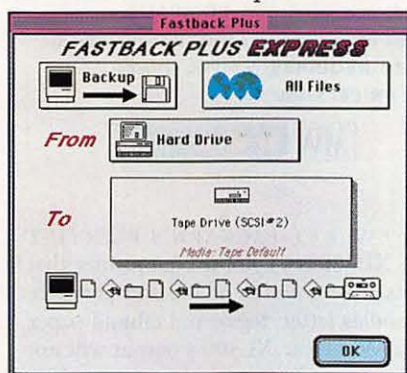 Fastback Plus
FASTBACK PLUS EXPRESS
Backup
All Files
From Hard Drive
To
Tape Drive (SCSI#2)
Media: Tape Default
OK